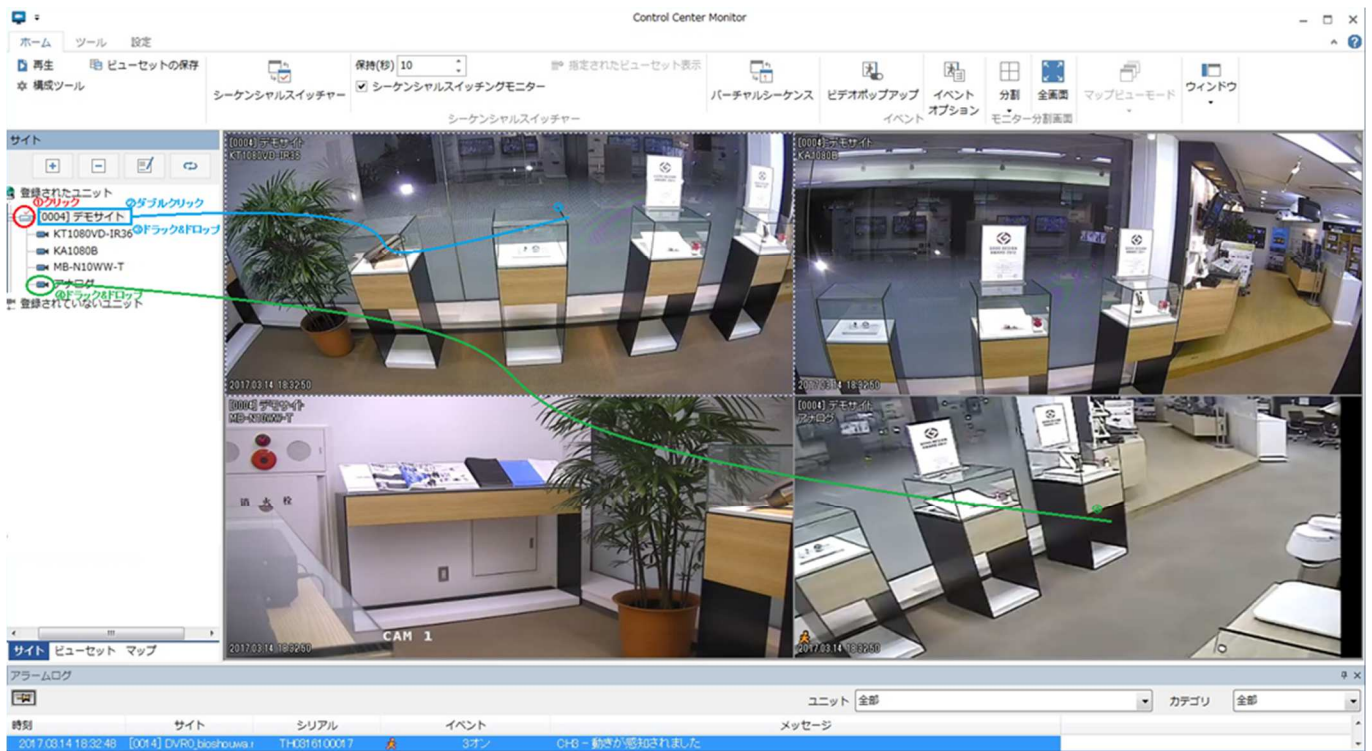 Control Center Monitor
ホーム ツール 設定
再生 ビューセットの保存
構成ツール
シーケンシャルスイッチャー
保持(秒) 10
指定されたビューセット表示
シーケンシャルスイッチングモニター
シーケンシャルスイッチャー
バーチャルシーケンス
ビデオポップアップ
イベントオプション
イベント
分割
全画面
マップビューモード
モニター分割画面
ウィンドウ
サイト
登録されたユニット
①クリック ②ダブルクリック
[0004] デモサイト
③ドラック&ドロップ
KT1080VD-IR36
KA1080B
MB-N10WW-T
アナログ
④ドラック&ドロップ
登録されていないユニット
[0004] デモサイト
KT1080VD-IR36
2017.03.14 18:32:50
[0004] デモサイト
KA1080B
2017.03.14 18:32:50
[0004] デモサイト
MB-N10WW-T
消火栓
CAM 1
2017.03.14 18:32:50
[0004] デモサイト
アナログ
2017.03.14 18:32:50
サイト ビューセット マップ
アラームログ
ユニット 全部 カテゴリ 全部
時刻 サイト シリアル イベント メッセージ
2017.03.14 18:32:48 [0014] DVR0_bioshouwa.r TH0316100017 3オン CH3 - 動きが感知されました